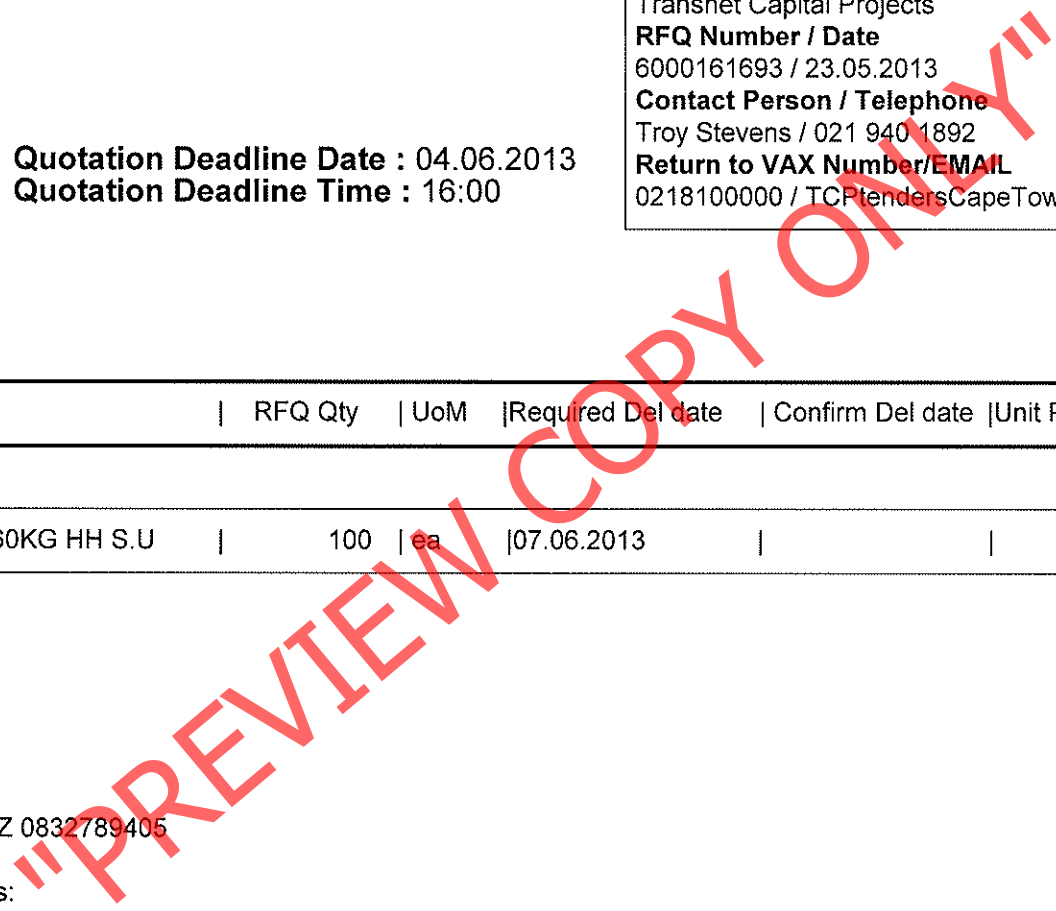 Transnet Capital Projects
RFQ Number / Date
6000161693 / 23.05.2013
Contact Person / Telephone
Troy Stevens / 021 940 1892
Quotation Deadline Date : 04.06.2013
Return to VAX Number/EMAIL
Quotation Deadline Time : 16:00
0218100000 / TCPtendersCapeTow
| RFQ Qty | UoM |Required Del date | Confirm Del date |Unit
60KG HH S.U | 100 | ea |07.06.2013 | |
Z 0832789405
s:
"PREVIEW COPY ONLY"